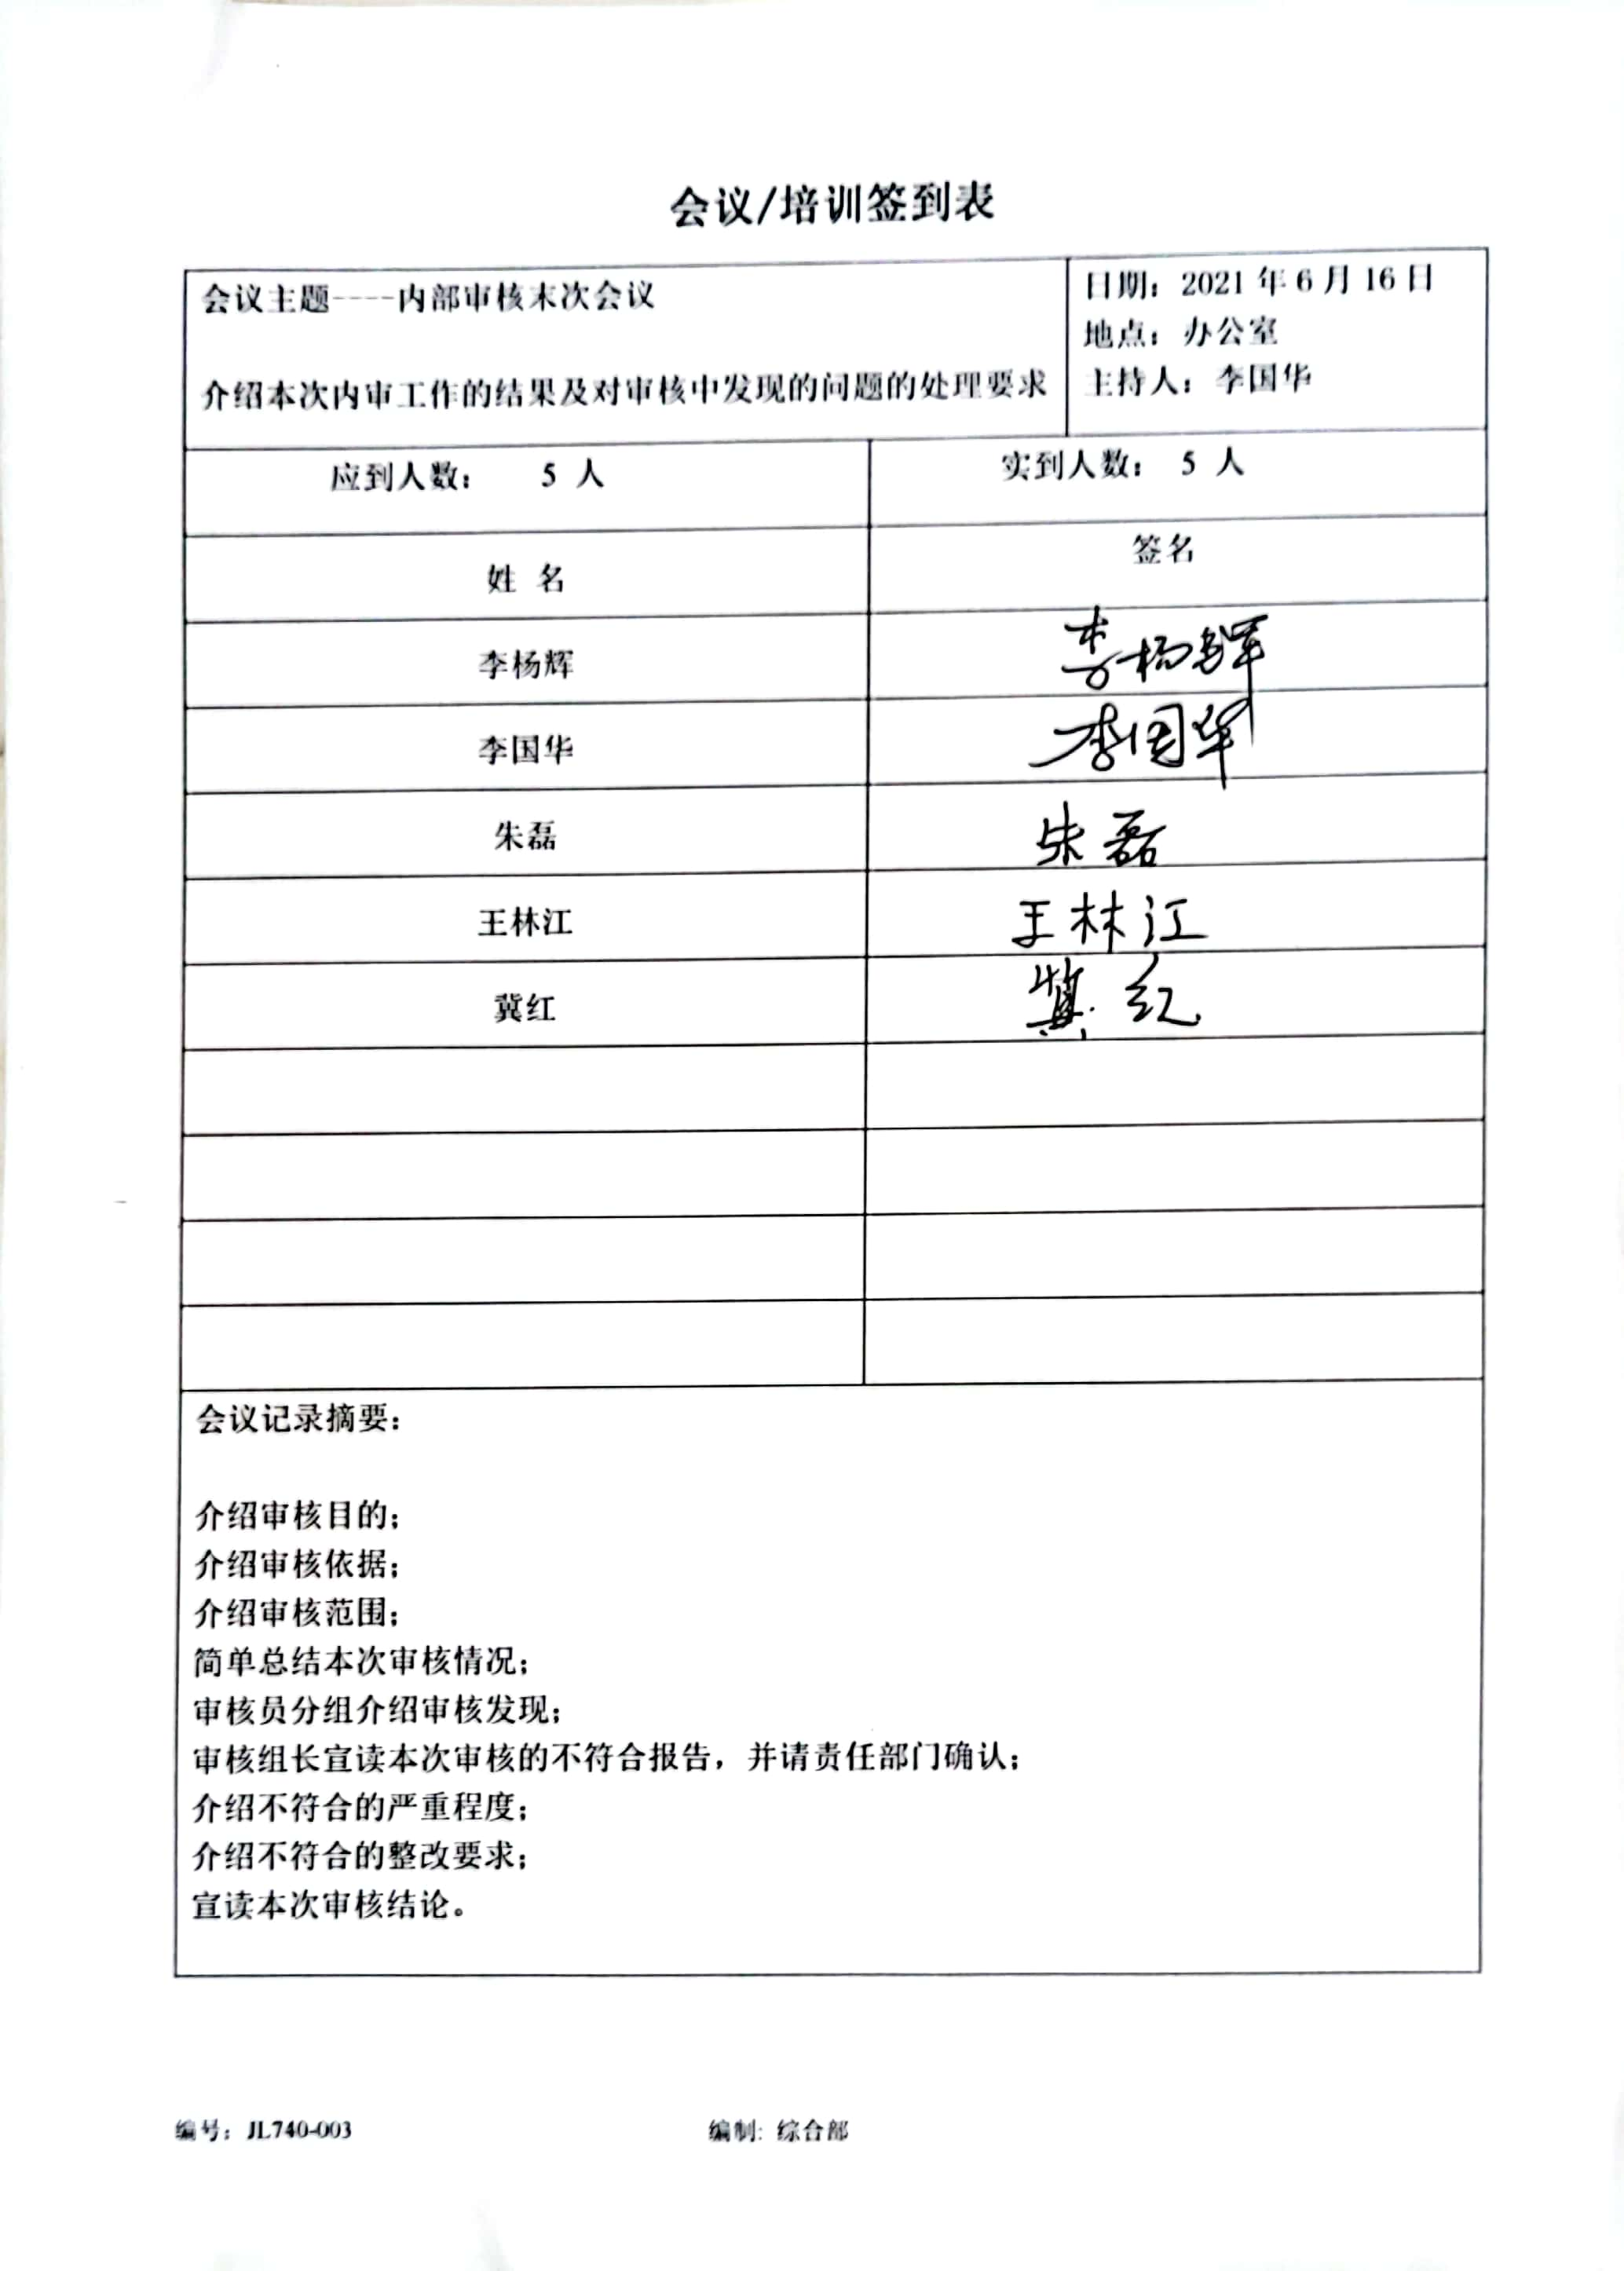 会议/培训签到表
会议主题----内部审核末次会议
介绍本次内审工作的结果及对审核中发现的问题的处理要求
日期：2021 年 6 月 16 日
地点：办公室
主持人：李国华
应到人数： 5 人
实到人数： 5 人
姓 名
签名
李杨辉
李杨辉
李国华
李国华
朱磊
朱磊
王林江
王林江
冀红
冀红
会议记录摘要：
介绍审核目的；
介绍审核依据；
介绍审核范围；
简单总结本次审核情况；
审核员分组介绍审核发现；
审核组长宣读本次审核的不符合报告，并请责任部门确认；
介绍不符合的严重程度；
介绍不符合的整改要求；
宣读本次审核结论。
编号：JL740-003
编制: 综合部